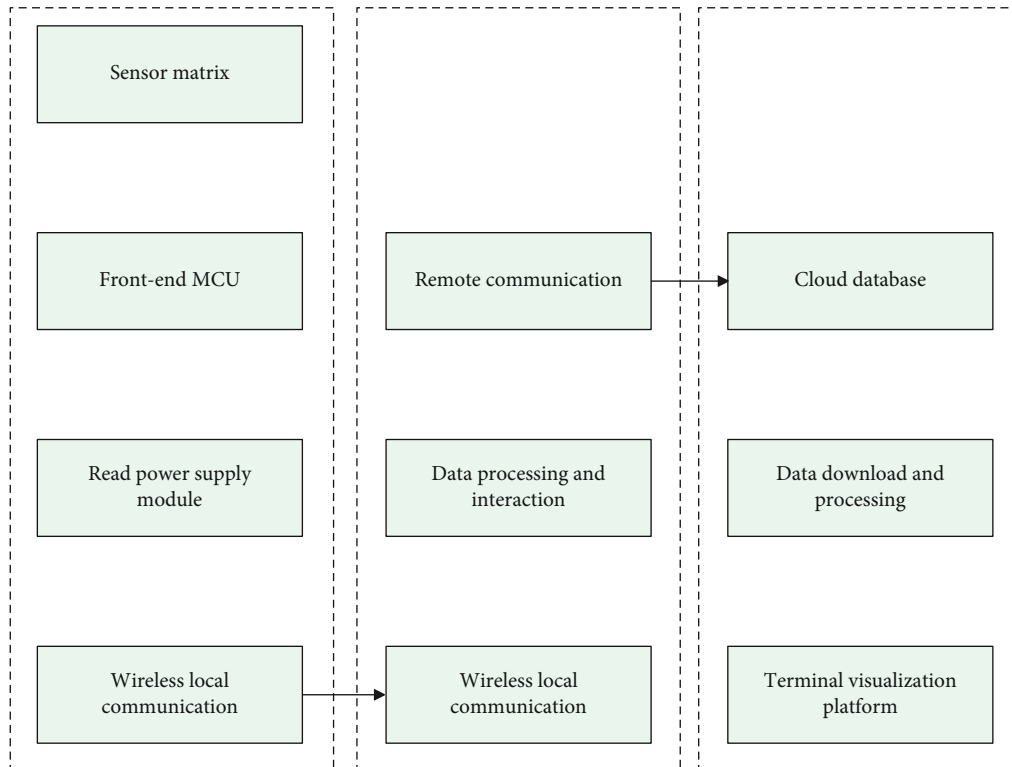 Sensor matrix
Front-end MCU
Read power supply
module
Wireless local
communication
Remote communication
Data processing and
interaction
Wireless local
communication
Cloud database
Data download and
processing
Terminal visualization
platform